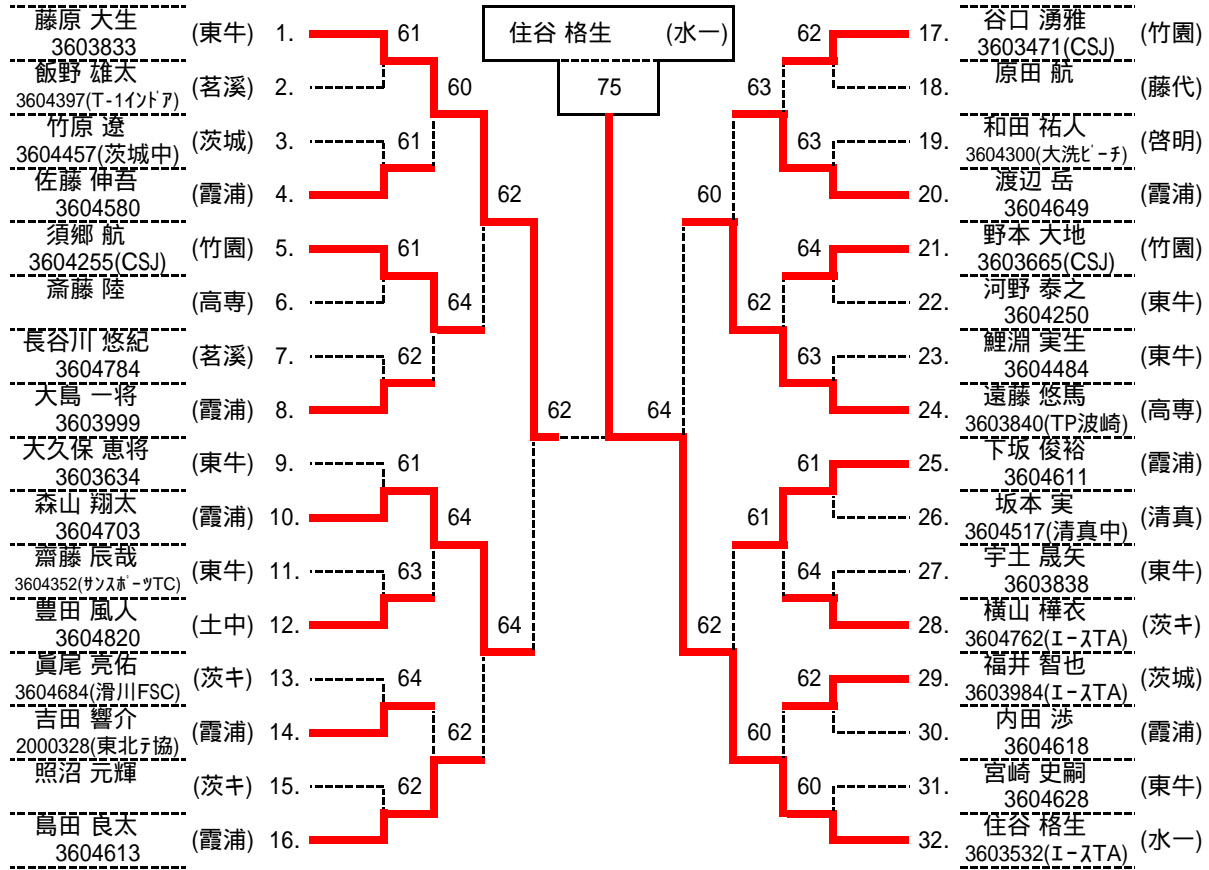 住谷 格生 (水一)
75
藤原 大生
3603833
(東牛) 1.
飯野 雄太
3604397(T-1ｲﾝﾄﾞｱ)
(茗溪) 2.
竹原 遼
3604457(茨城中)
(茨城) 3.
佐藤 伸吾
3604580
(霞浦) 4.
須郷 航
3604255(CSJ)
(竹園) 5.
斎藤 陸
(高専) 6.
長谷川 悠紀
3604784
(茗溪) 7.
大島 一将
3603999
(霞浦) 8.
大久保 恵将
3603634
(東牛) 9.
森山 翔太
3604703
(霞浦) 10.
齋藤 辰哉
3604352(ｻﾝｽﾎﾟｰﾂTC)
(東牛) 11.
豊田 風人
3604820
(土中) 12.
眞尾 亮佑
3604684(滑川FSC)
(茨キ) 13.
吉田 響介
2000328(東北ﾃ協)
(霞浦) 14.
照沼 元輝
(茨キ) 15.
島田 良太
3604613
(霞浦) 16.
61
61
61
62
61
63
64
62
60
64
64
62
62
64
62
64
60
62
63
62
61
60
62
63
64
63
61
64
62
60
17. 谷口 湧雅
3603471(CSJ)
(竹園)
18. 原田 航
(藤代)
19. 和田 祐人
3604300(大洗ﾋﾞｰﾁ)
(啓明)
20. 渡辺 岳
3604649
(霞浦)
21. 野本 大地
3603665(CSJ)
(竹園)
22. 河野 泰之
3604250
(東牛)
23. 鯉淵 実生
3604484
(東牛)
24. 遠藤 悠馬
3603840(TP波崎)
(高専)
25. 下坂 俊裕
3604611
(霞浦)
26. 坂本 実
3604517(清真中)
(清真)
27. 宇土 晟矢
3603838
(東牛)
28. 横山 樺衣
3604762(ｴｰｽTA)
(茨キ)
29. 福井 智也
3603984(ｴｰｽTA)
(茨城)
30. 内田 渉
3604618
(霞浦)
31. 宮崎 史嗣
3604628
(東牛)
32. 住谷 格生
3603532(ｴｰｽTA)
(水一)